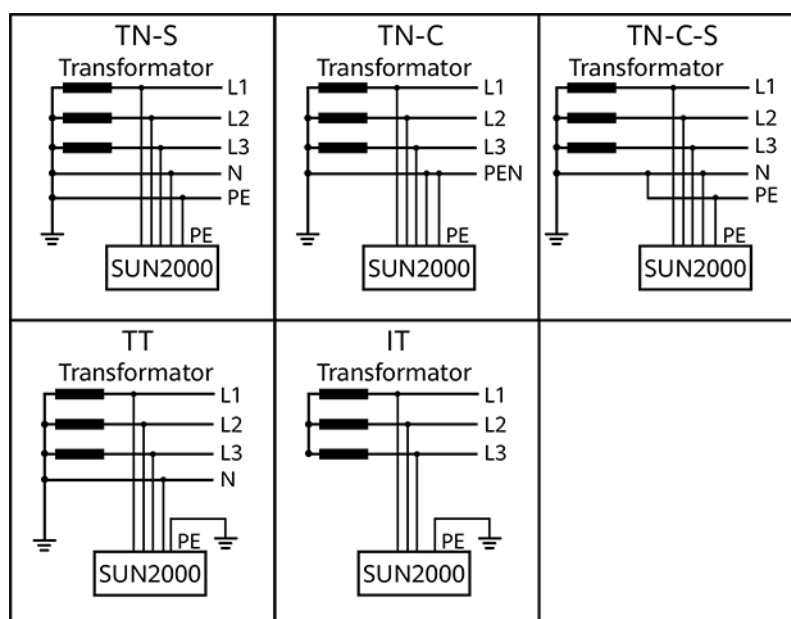 TN-S
Transformator
L1
L2
L3
N
PE
PE
SUN2000
TN-C
Transformator
L1
L2
L3
PEN
PE
SUN2000
TN-C-S
Transformator
L1
L2
L3
N
PE
PE
SUN2000
TT
Transformator
L1
L2
L3
N
PE
SUN2000
IT
Transformator
L1
L2
L3
PE
SUN2000